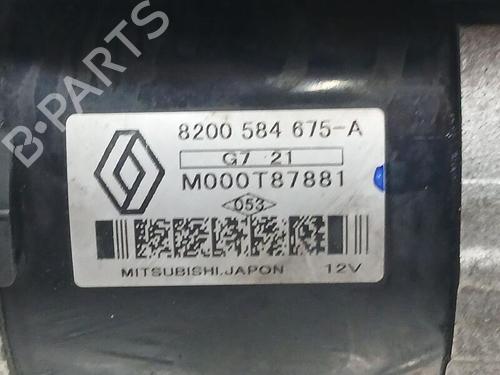 B-PARTS
8200 584 675-A
G7 21
M000T87881
053
MITSUBISHI.JAPON 12V